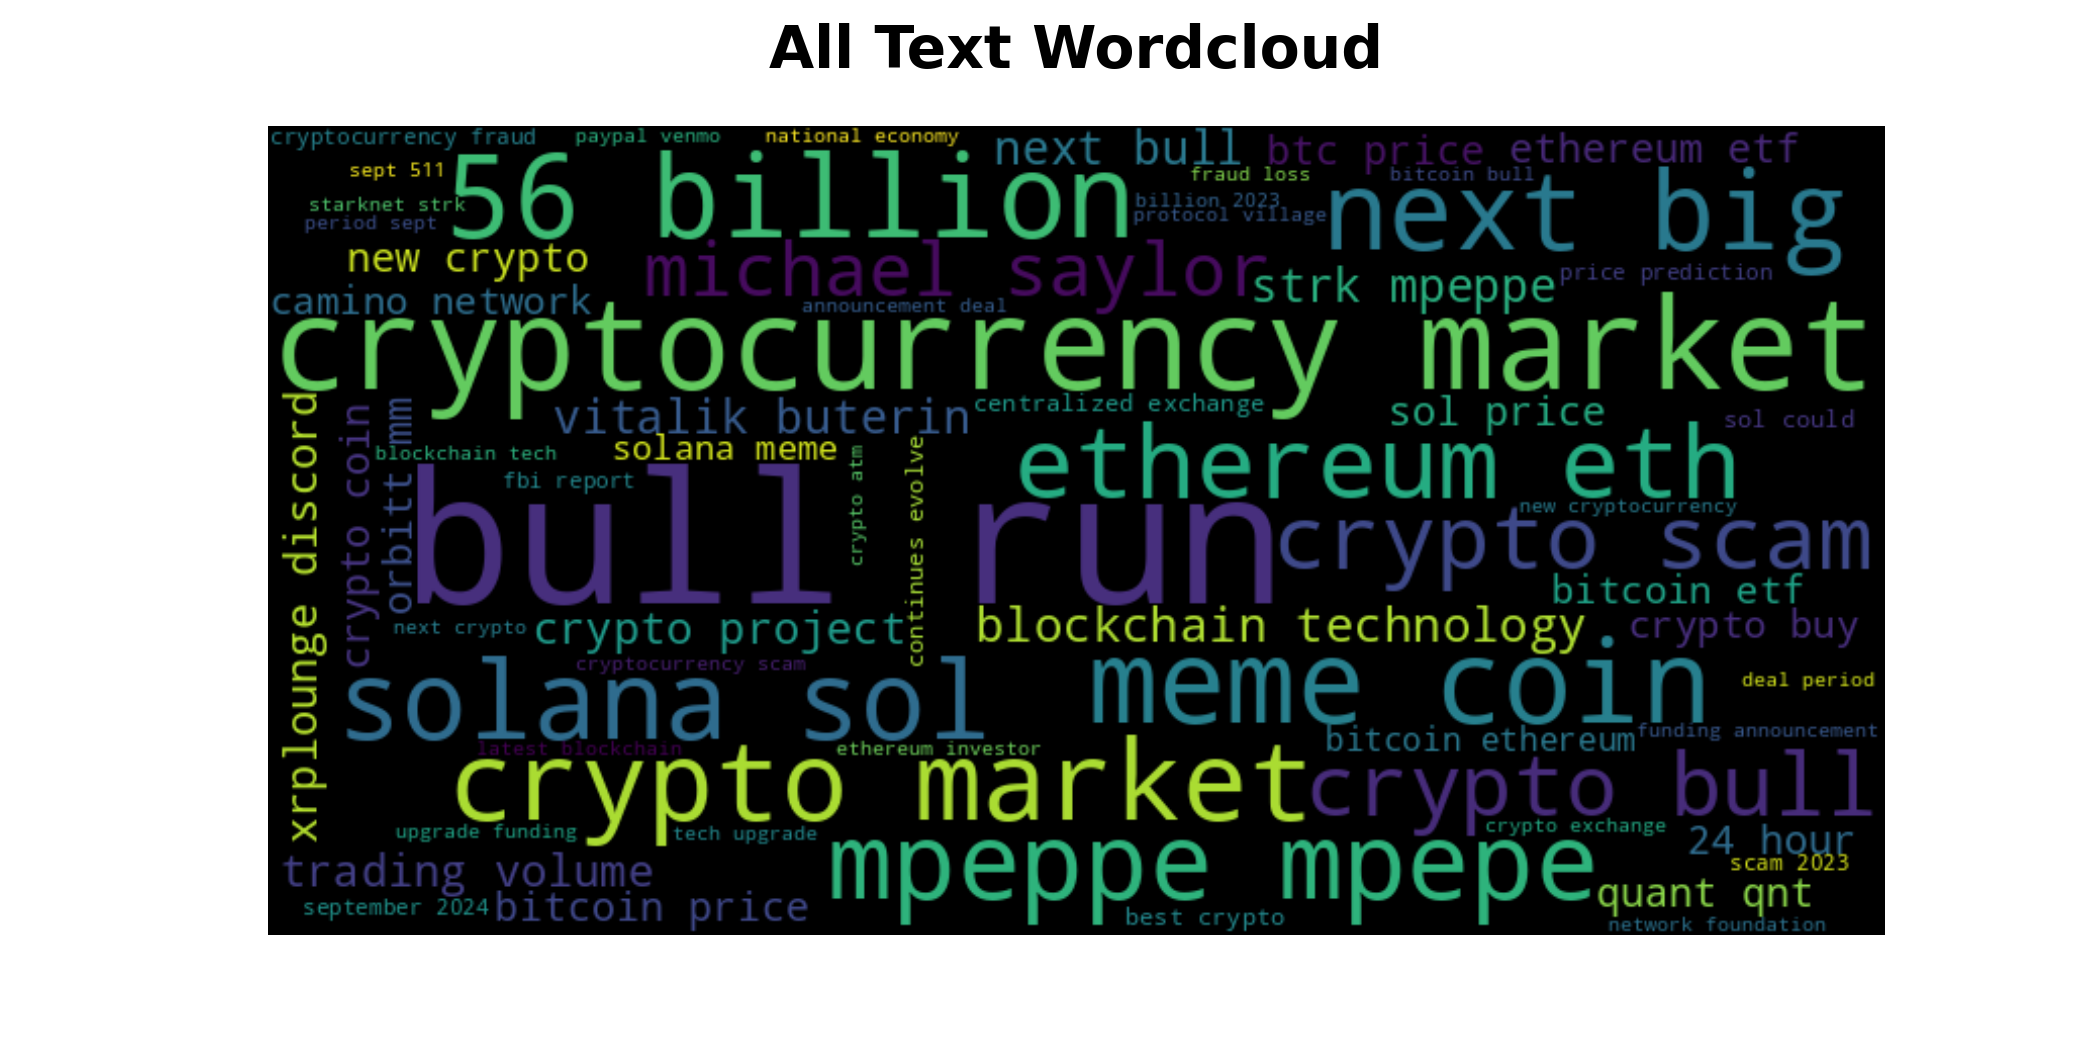 All Text Wordcloud
cryptocurrency fraud
paypal venmo
national economy
next bull
btc price
ethereum etf
sept 511
56 billion
fraud loss
bitcoin bull
next big
starknet strk
billion 2023
period sept
protocol village
new crypto
michael saylor
strk mpeppe
price prediction
camino network
announcement deal
cryptocurrency market
xrplounge discord
crypto coin
orbitt mm
vitalik buterin
centralized exchange
sol price
sol could
blockchain tech
solana meme
crypto atm
continues evolve
ethereum eth
fbi report
bull run
new cryptocurrency
crypto scam
bitcoin etf
next crypto
crypto project
blockchain technology
crypto buy
cryptocurrency scam
solana sol
meme coin
deal period
latest blockchain
ethereum investor
bitcoin ethereum
funding announcement
crypto market
crypto bull
upgrade funding
tech upgrade
crypto exchange
24 hour
trading volume
mpeppe mpepe
scam 2023
quant qnt
september 2024
bitcoin price
best crypto
network foundation